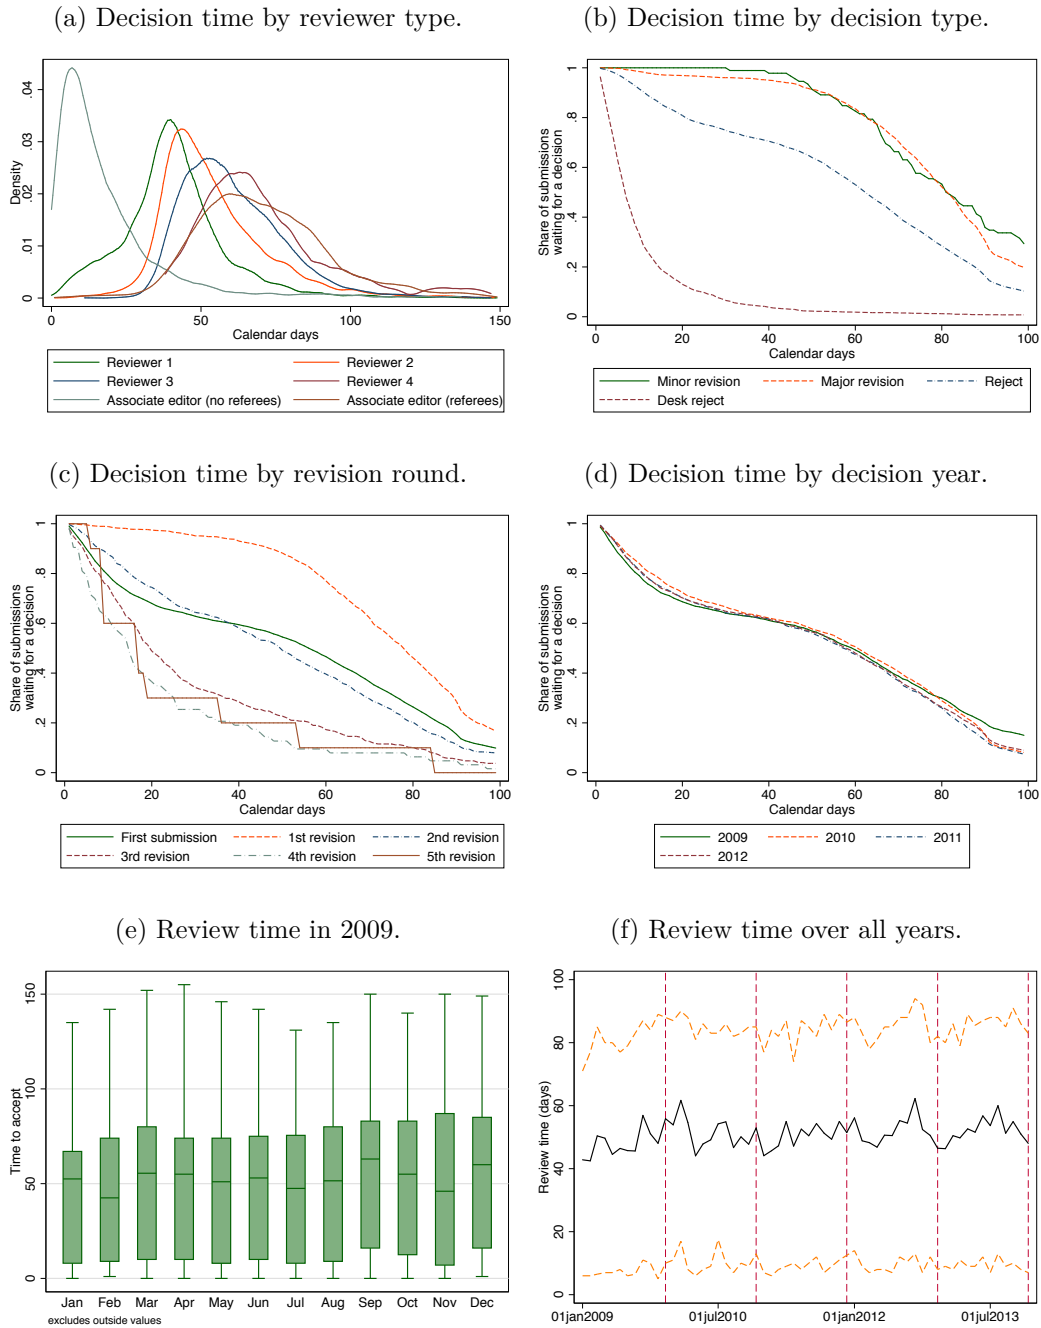 (a) Decision time by reviewer type.
Density
0 .01 .02 .03 .04
0 50 100 150
Calendar days
Reviewer 1 Reviewer 2
Reviewer 3 Reviewer 4
Associate editor (no referees) Associate editor (referees)
(b) Decision time by decision type.
Share of submissions
waiting for a decision
0 .2 .4 .6 .8 1
0 20 40 60 80 100
Calendar days
Minor revision Major revision Reject
Desk reject
(c) Decision time by revision round.
Share of submissions
waiting for a decision
0 .2 .4 .6 .8 1
0 20 40 60 80 100
Calendar days
First submission 1st revision 2nd revision
3rd revision 4th revision 5th revision
(d) Decision time by decision year.
Share of submissions
waiting for a decision
0 .2 .4 .6 .8 1
0 20 40 60 80 100
Calendar days
2009 2010 2011
2012
(e) Review time in 2009.
Time to accept
0 50 100 150
Jan Feb Mar Apr May Jun Jul Aug Sep Oct Nov Dec
excludes outside values
(f) Review time over all years.
Review time (days)
0 20 40 60 80 100
01jan2009 01jul2010 01jan2012 01jul2013